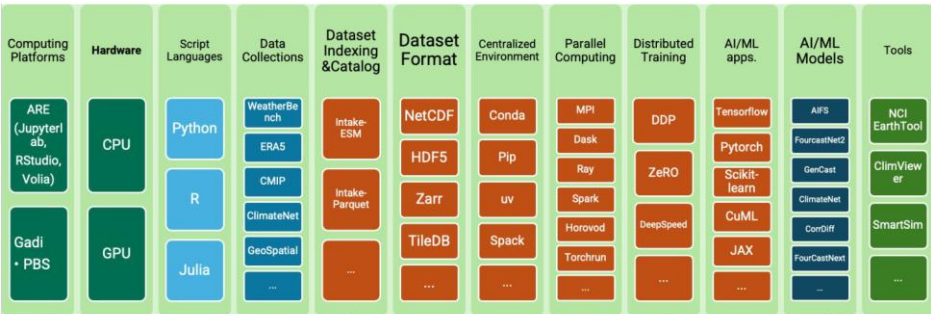 Computing
Platforms
Hardware
Script
Languages
Data
Collections
Dataset
Indexing
&Catalog
Dataset
Format
Centralized
Environment
Parallel
Computing
Distributed
Training
AI/ML
apps.
AI/ML
Models
Tools
ARE
(Jupyterl
ab,
RStudio,
Volia)
Gadi
• PBS
CPU
GPU
Python
R
Julia
WeatherBe
nch
ERA5
CMIP
ClimateNet
GeoSpatial
...
Intake-
ESM
Intake-
Parquet
...
NetCDF
HDF5
Zarr
TileDB
...
Conda
Pip
uv
Spack
...
MPI
Dask
Ray
Spark
Horovod
Torchrun
...
DDP
ZeRO
DeepSpeed
...
Tensorflow
Pytorch
Scikit-
learn
CuML
JAX
...
AIFS
FourcastNet2
GenCast
ClimateNet
CorrDiff
FourCastNext
...
NCI
EarthTool
ClimView
er
SmartSim
...